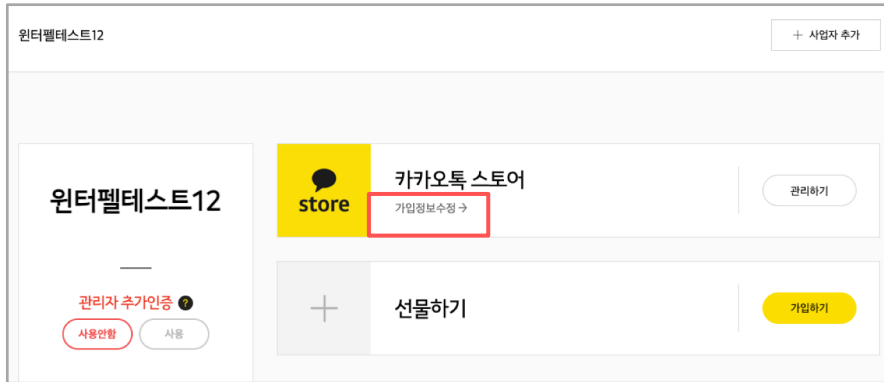 윈터펠테스트12
+ 사업자 추가
윈터펠테스트12
관리자 추가인증 ?
사용안함 사용
store
카카오톡 스토어
가입정보수정 →
관리하기
선물하기
가입하기